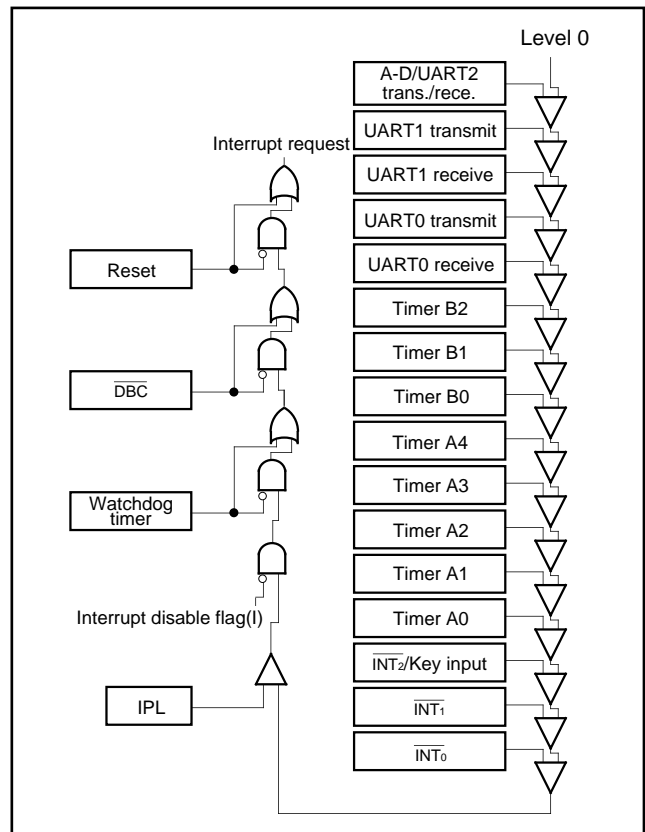 Level 0
A-D/UART2
trans./rece.
UART1 transmit
Interrupt request
UART1 receive
UART0 transmit
Reset
UART0 receive
Timer B2
Timer B1
DBC
Timer B0
Timer A4
Timer A3
Watchdog
timer
Timer A2
Timer A1
Interrupt disable flag(I)
Timer A0
INT2/Key input
IPL
INT1
INT0